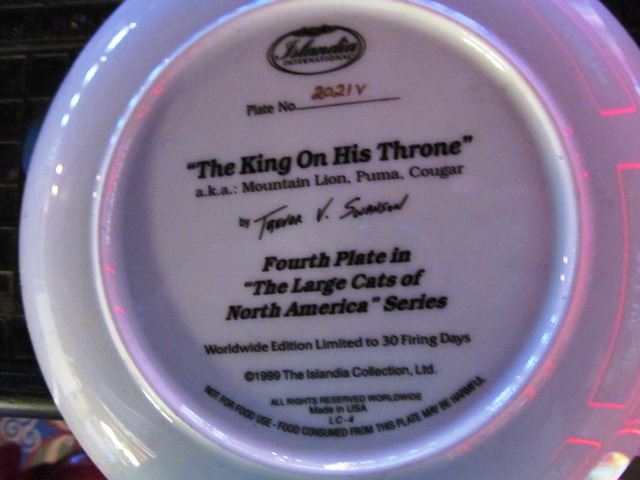 Islandia
INTERNATIONAL
Plate No. 2021V
"The King On His Throne"
a.k.a.: Mountain Lion, Puma, Cougar
by Trevor V. Swanson
Fourth Plate in
"The Large Cats of
North America" Series
Worldwide Edition Limited to 30 Firing Days
©1999 The Islandia Collection, Ltd.
ALL RIGHTS RESERVED WORLDWIDE
Made in USA
LC-4
NOT FOR FOOD USE - FOOD CONSUMED FROM THIS PLATE MAY BE HARMFUL